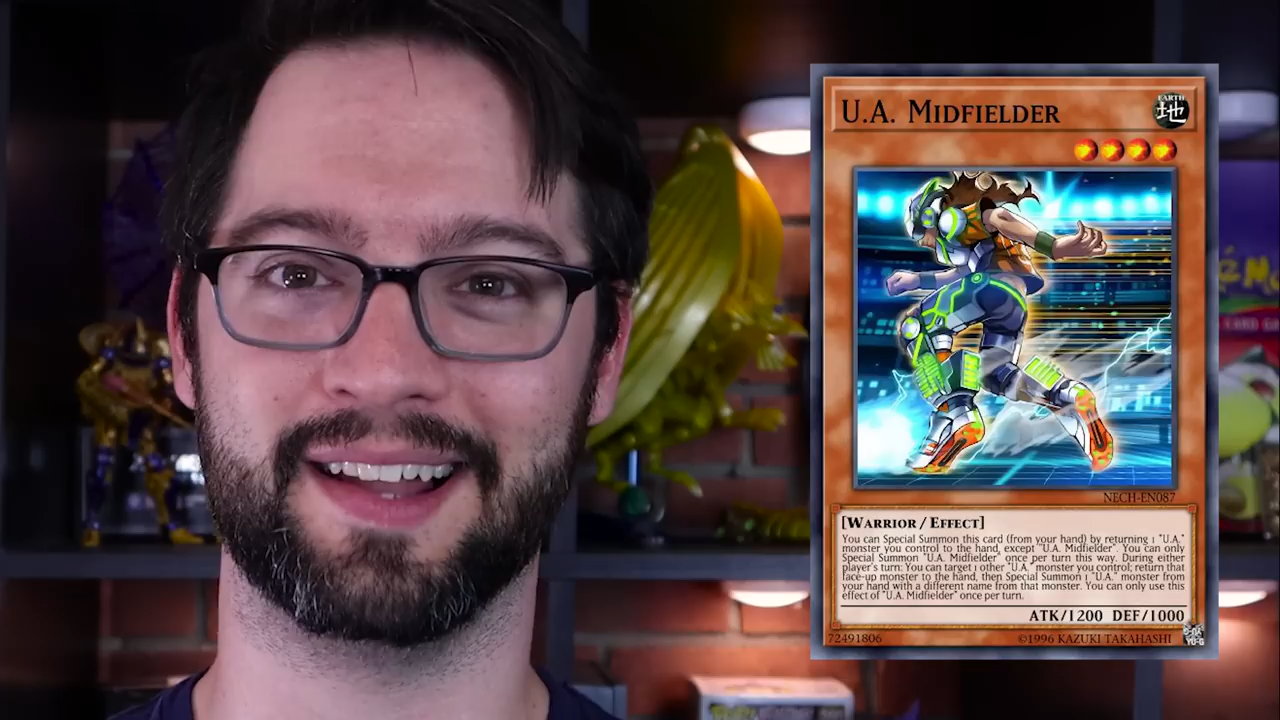 U.A. Midfielder
EARTH
地
NECH-EN087
[Warrior / Effect]
You can Special Summon this card (from your hand) by returning 1 "U.A."
monster you control to the hand, except "U.A. Midfielder". You can only
Special Summon "U.A. Midfielder" once per turn this way. During either
player's turn: You can target 1 other "U.A." monster you control; return that
face-up monster to the hand, then Special Summon 1 "U.A." monster from
your hand with a different name from that monster. You can only use this
effect of "U.A. Midfielder" once per turn.
ATK/1200 DEF/1000
72491806
©1996 KAZUKI TAKAHASHI